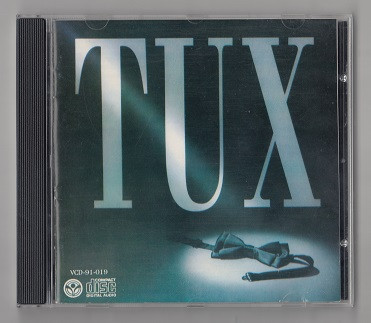 TUX
VCD-91-019
COMPACT
disc
DIGITAL AUDIO